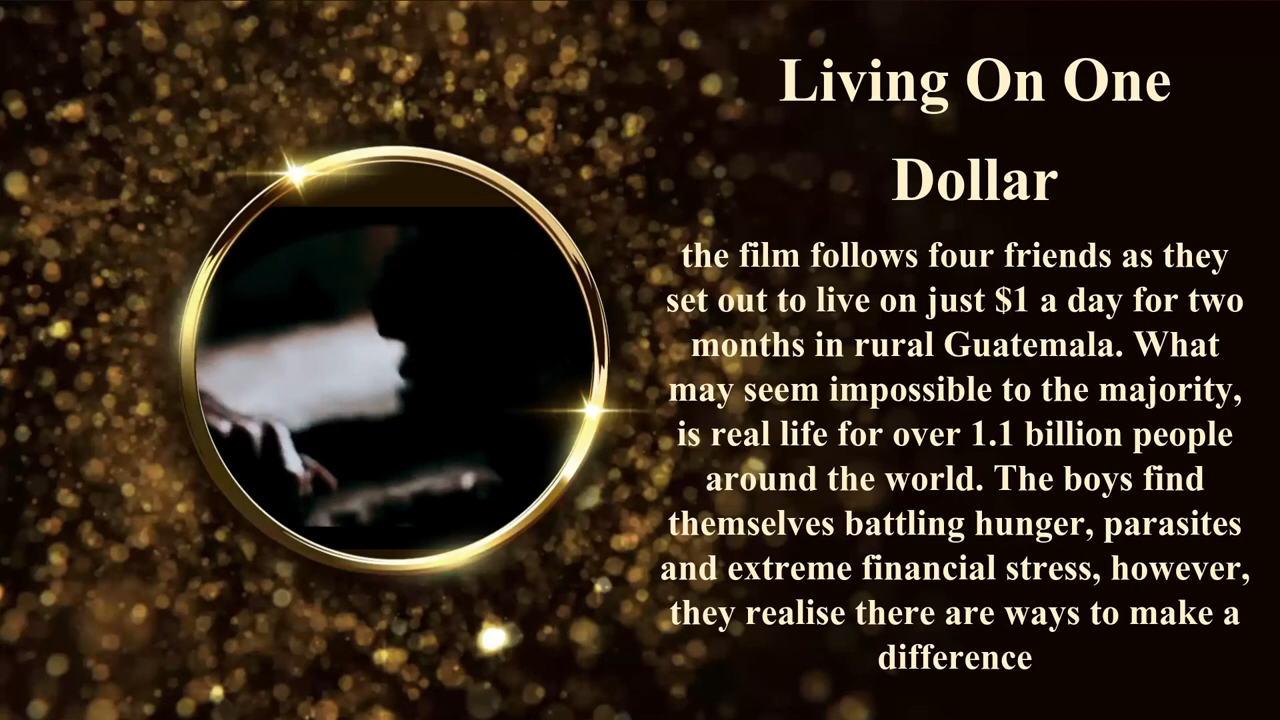 Living On One
Dollar
the film follows four friends as they
set out to live on just $1 a day for two
months in rural Guatemala. What
may seem impossible to the majority,
is real life for over 1.1 billion people
around the world. The boys find
themselves battling hunger, parasites
and extreme financial stress, however,
they realise there are ways to make a
difference